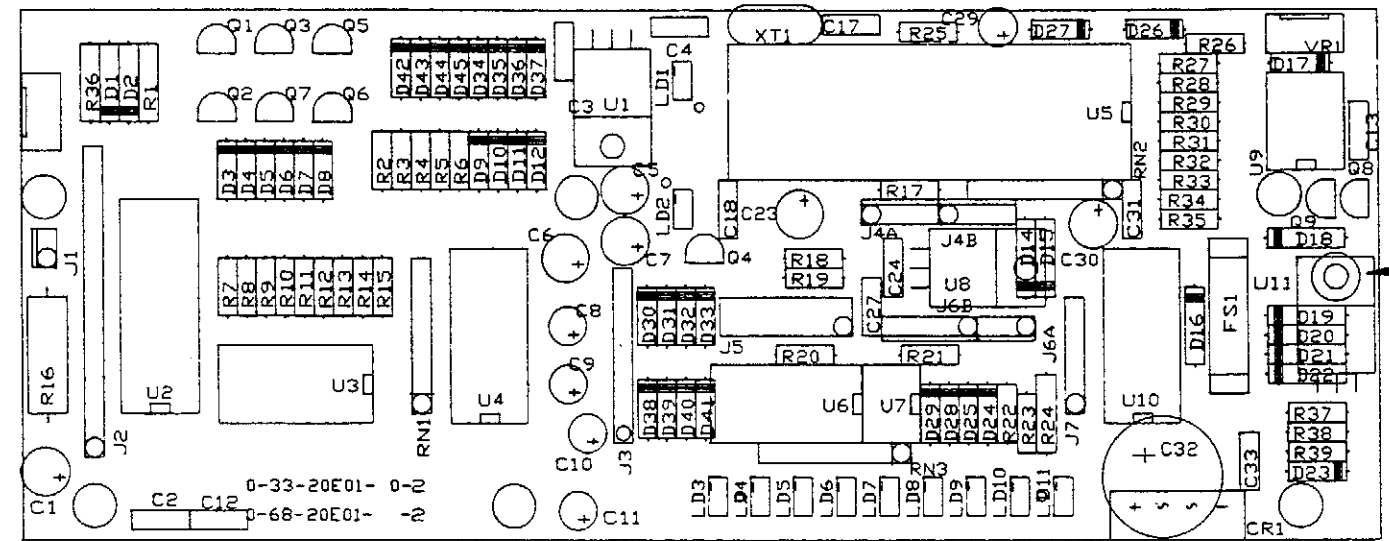 Q1 Q3 Q5
C4
XT1
C17
R25
C29
D27
D26
R26
VR1
R36 D1 D2 R1
D42 D43 D44 D45 D34 D35 D36 D37
LD1
R27
D17
R28
Q2 Q7 Q6
C3 U1
U5
R29
R30
C13
R31
R2 R3 R4 R5 R6 D9 D10 D11 D12
RN2
R32
U9
Q8
D3 D4 D5 D6 D7 D8
C5
R17
R33
LD2
C18
C23
C31
R34
R35
J4A
J4B
Q9
J1
C6
C7
Q4
D14 D15
C30
D18
R18
R19
C24
U8
U11
R7 R8 R9 R10 R11 R12 R13 R14 R15
C8
D30 D31 D32 D33
C27
J6B
D16
FS1
D19
D20
J5
J6A
R20
R21
D21
D22
R16
U2
U3
U4
C9
D38 D39 D40 D41
U6
U7
D29 D28 D25 D24 R22 R23 R24
J7
U10
R37
J2
RN1
C10
J3
R38
RN3
C32
C33
R39
D23
0-33-20E01- 0-2
C1
C2 C12
0-68-20E01- -2
C11
LD3 LD4 LD5 LD6 LD7 LD8 LD9 LD10 LD11
+ S S -
CR1